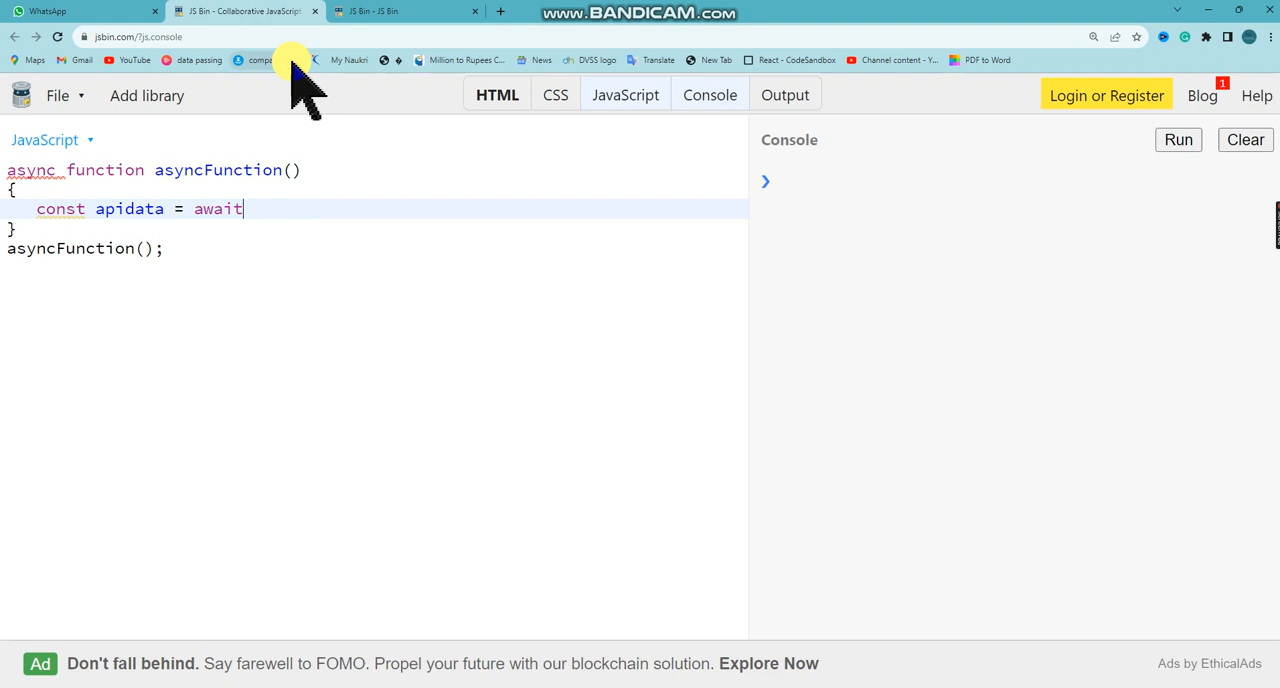 WhatsApp
JS Bin - Collaborative JavaScript
JS Bin - JS Bin
www.BANDICAM.com
jsbin.com/?js,console
Maps
Gmail
YouTube
data passing
compa
My Naukri
Million to Rupees C...
News
DVSS logo
Translate
New Tab
React - CodeSandbox
Channel content - Y...
PDF to Word
File
Add library
HTML
CSS
JavaScript
Console
Output
Login or Register
Blog
1
Help
JavaScript
Console
Run
Clear
async function asyncFunction()
{
const apidata = await
}
asyncFunction();
Ad
Don't fall behind. Say farewell to FOMO. Propel your future with our blockchain solution. Explore Now
Ads by EthicalAds